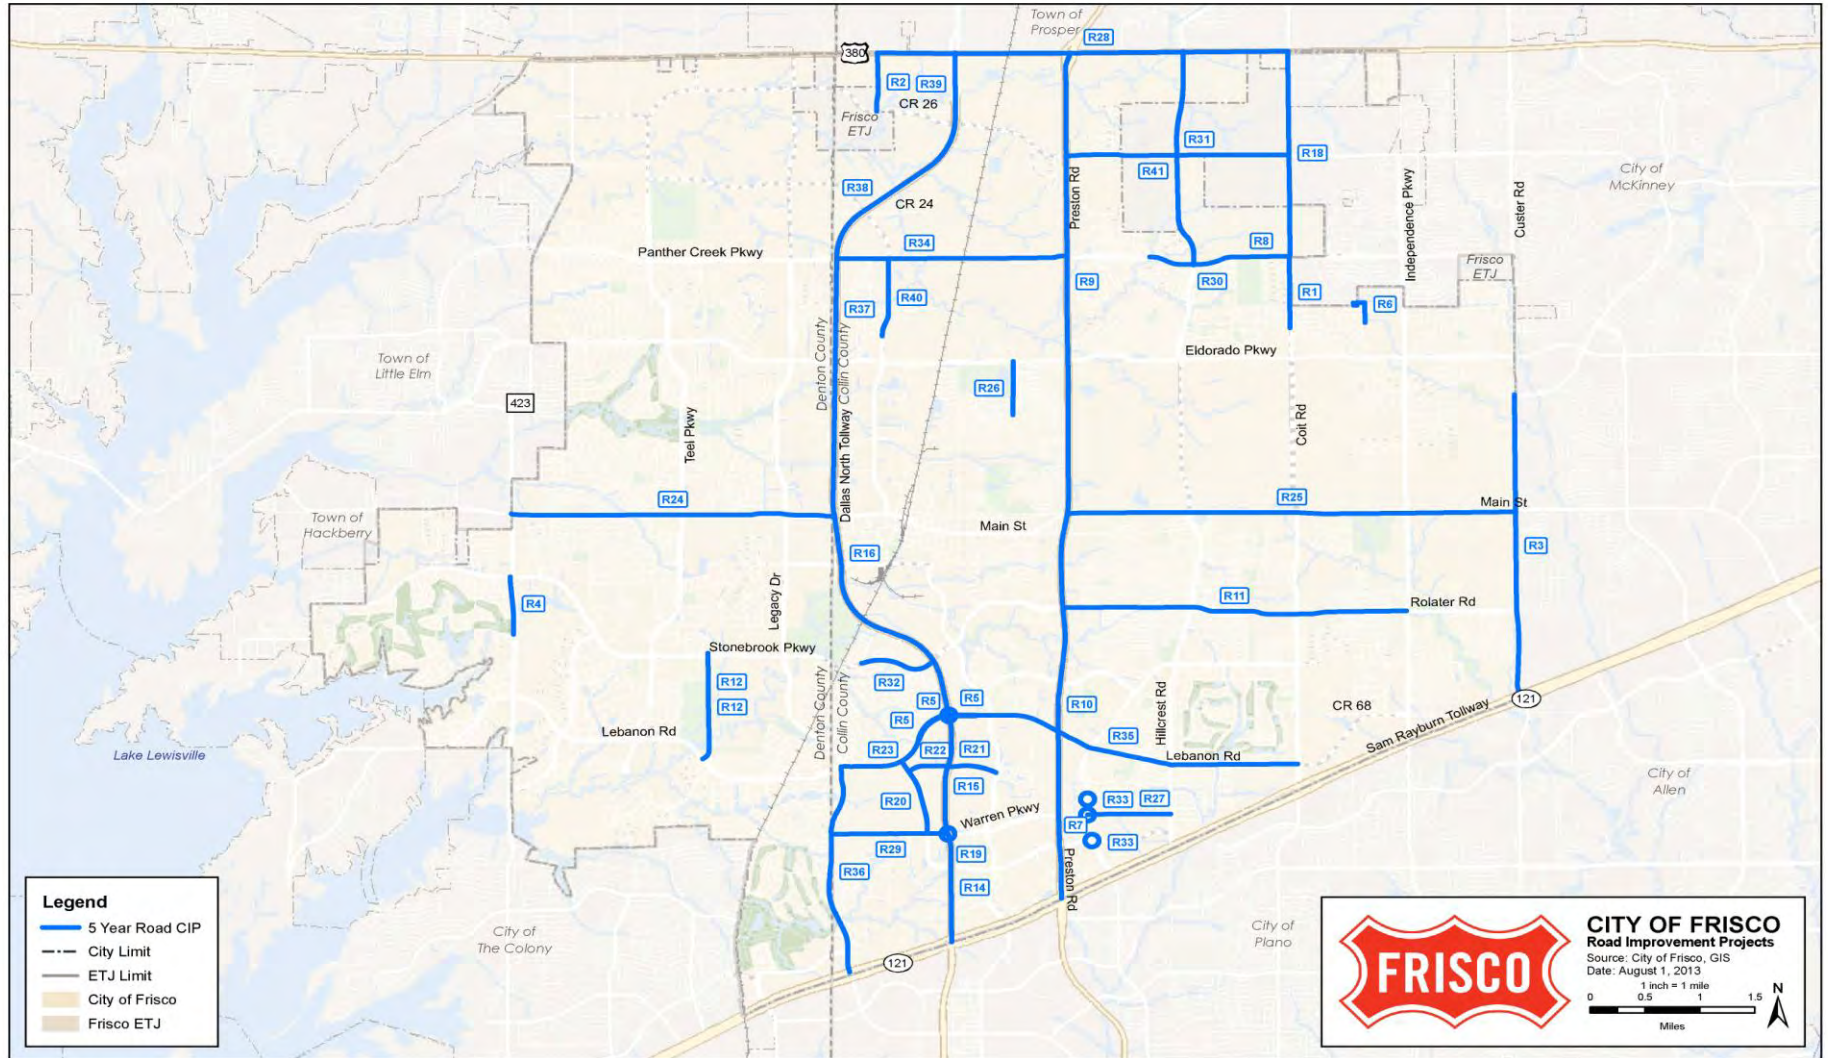 Town of
Prosper
R28
380
R2
R39
CR 26
Frisco
ETJ
R31
R18
R41
R38
CR 24
Preston Rd
Independence Pkwy
Custer Rd
City of
McKinney
Panther Creek Pkwy
R34
R8
Frisco
ETJ
R9
R30
R1
R6
R37
R40
Denton County
Collin County
Eldorado Pkwy
Town of
Little Elm
R26
423
Teel Pkwy
Dallas North Tollway
Coit Rd
R24
R25
Main St
Town of
Hackberry
Main St
R16
R3
R4
Legacy Dr
R11
Rolater Rd
Stonebrook Pkwy
R32
R12
R12
Denton County
Collin County
R5
R5
R5
R10
Hillcrest Rd
CR 68
Sam Rayburn Tollway
121
Lebanon Rd
R23
R22
R21
R35
Lebanon Rd
Lake Lewisville
R20
R15
Warren Pkwy
R33
R27
R7
R33
City of
Allen
R29
R19
R36
R14
Preston Rd
City of
The Colony
121
City of
Plano
Legend
5 Year Road CIP
City Limit
ETJ Limit
City of Frisco
Frisco ETJ
FRISCO
CITY OF FRISCO
Road Improvement Projects
Source: City of Frisco, GIS
Date: August 1, 2013
1 inch = 1 mile
0 0.5 1 1.5
Miles
N